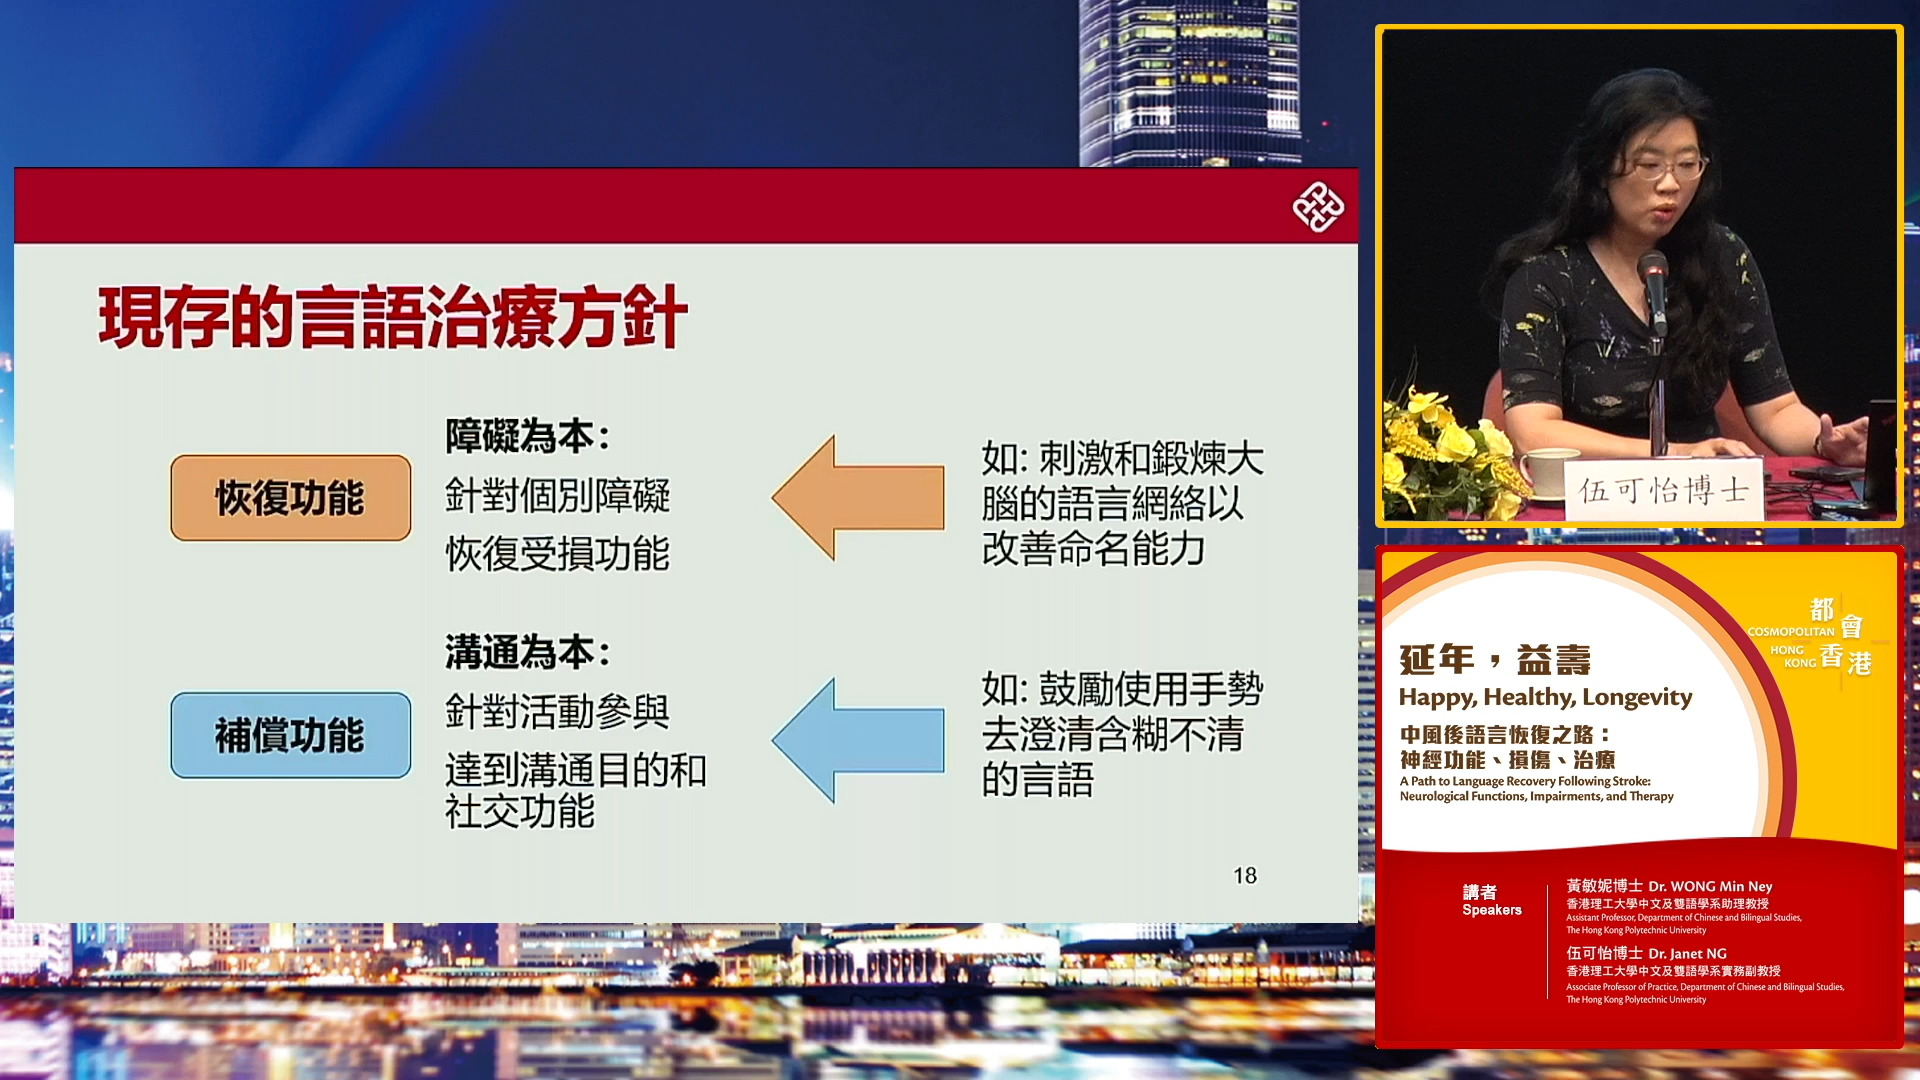 現存的言語治療方針
恢復功能
障礙為本：
針對個別障礙
恢復受損功能
如: 刺激和鍛煉大
腦的語言網絡以
改善命名能力
補償功能
溝通為本：
針對活動參與
達到溝通目的和
社交功能
如: 鼓勵使用手勢
去澄清含糊不清
的言語
18
伍可怡博士
都會香港
COSMOPOLITAN
HONG
KONG
延年，益壽
Happy, Healthy, Longevity
中風後語言恢復之路：
神經功能、損傷、治療
A Path to Language Recovery Following Stroke:
Neurological Functions, Impairments, and Therapy
講者
Speakers
黃敏妮博士 Dr. WONG Min Ney
香港理工大學中文及雙語學系助理教授
Assistant Professor, Department of Chinese and Bilingual Studies,
The Hong Kong Polytechnic University
伍可怡博士 Dr. Janet NG
香港理工大學中文及雙語學系實務副教授
Associate Professor of Practice, Department of Chinese and Bilingual Studies,
The Hong Kong Polytechnic University